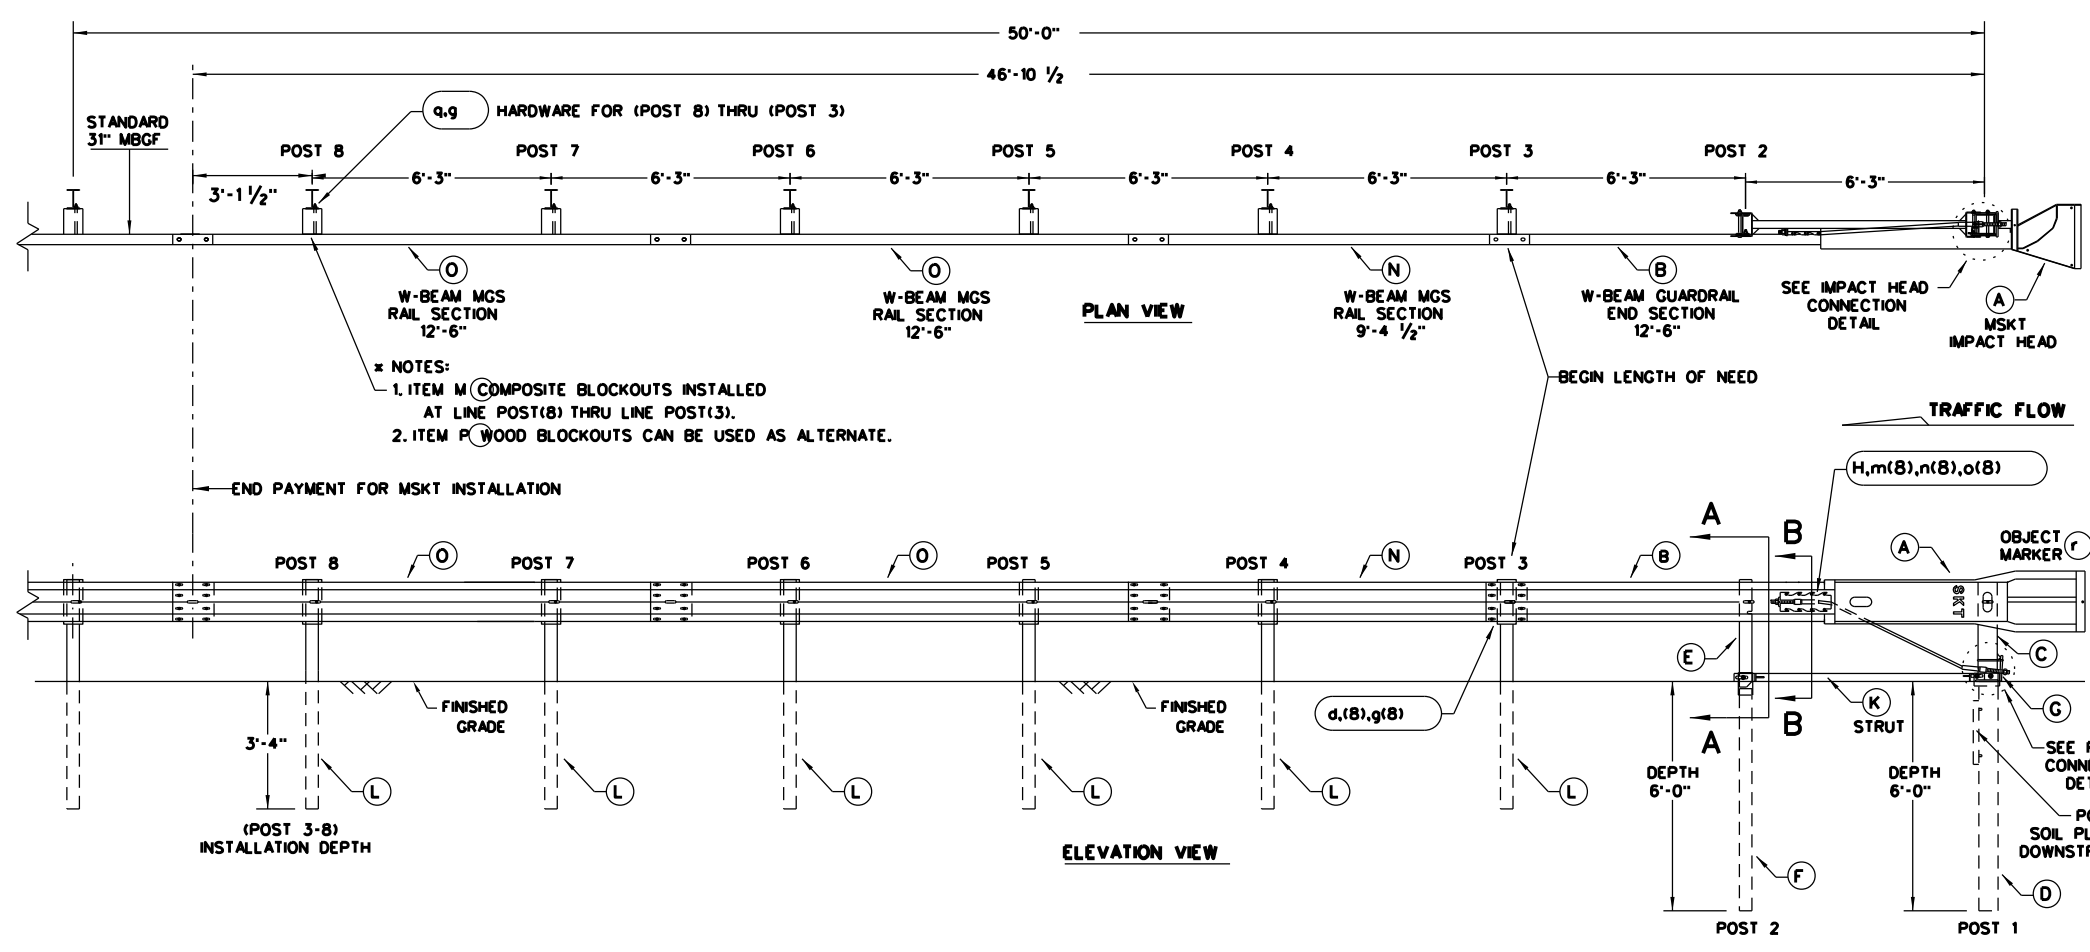 50'-0"
46'-10 ½
q,g HARDWARE FOR (POST 8) THRU (POST 3)
STANDARD
31" MBGF
POST 8 POST 7 POST 6 POST 5 POST 4 POST 3 POST 2
3'-1 ½" 6'-3" 6'-3" 6'-3" 6'-3" 6'-3" 6'-3" 6'-3"
O
W-BEAM MGS
RAIL SECTION
12'-6"
O
W-BEAM MGS
RAIL SECTION
12'-6"
PLAN VIEW
N
W-BEAM MGS
RAIL SECTION
9'-4 ½"
B
W-BEAM GUARDRAIL
END SECTION
12'-6"
SEE IMPACT HEAD
CONNECTION
DETAIL
A
MSKT
IMPACT HEAD
* NOTES:
1. ITEM M COMPOSITE BLOCKOUTS INSTALLED
AT LINE POST(8) THRU LINE POST(3).
2. ITEM P WOOD BLOCKOUTS CAN BE USED AS ALTERNATE.
BEGIN LENGTH OF NEED
TRAFFIC FLOW
END PAYMENT FOR MSKT INSTALLATION
H,m(8),n(8),o(8)
POST 8 O POST 7 POST 6 O POST 5 POST 4 N POST 3 B
A B
A
OBJECT
MARKER r
SKT
E
C
FINISHED
GRADE
FINISHED
GRADE
d,(8),g(8)
A B
K
STRUT
G
3'-4"
L L L L L L
DEPTH
6'-0"
DEPTH
6'-0"
SEE
CONN
DET
(POST 3-8)
INSTALLATION DEPTH
ELEVATION VIEW
SOIL PL
DOWNST
F
D
POST 2 POST 1